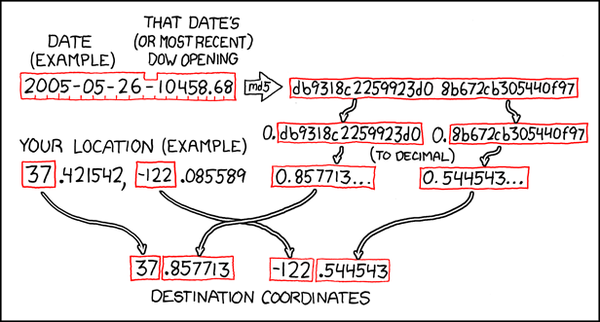 DATE
(EXAMPLE)
THAT DATE'S
(OR MOST RECENT)
DOW OPENING
2005-05-26-10458.68
md5
db9318c2259923d0 8b672cb305440f97
0.db9318c2259923d0
0.8b672cb305440f97
(TO DECIMAL)
YOUR LOCATION (EXAMPLE)
37.421542, -122.085589
0.857713...
0.544543...
37.857713
-122.544543
DESTINATION COORDINATES